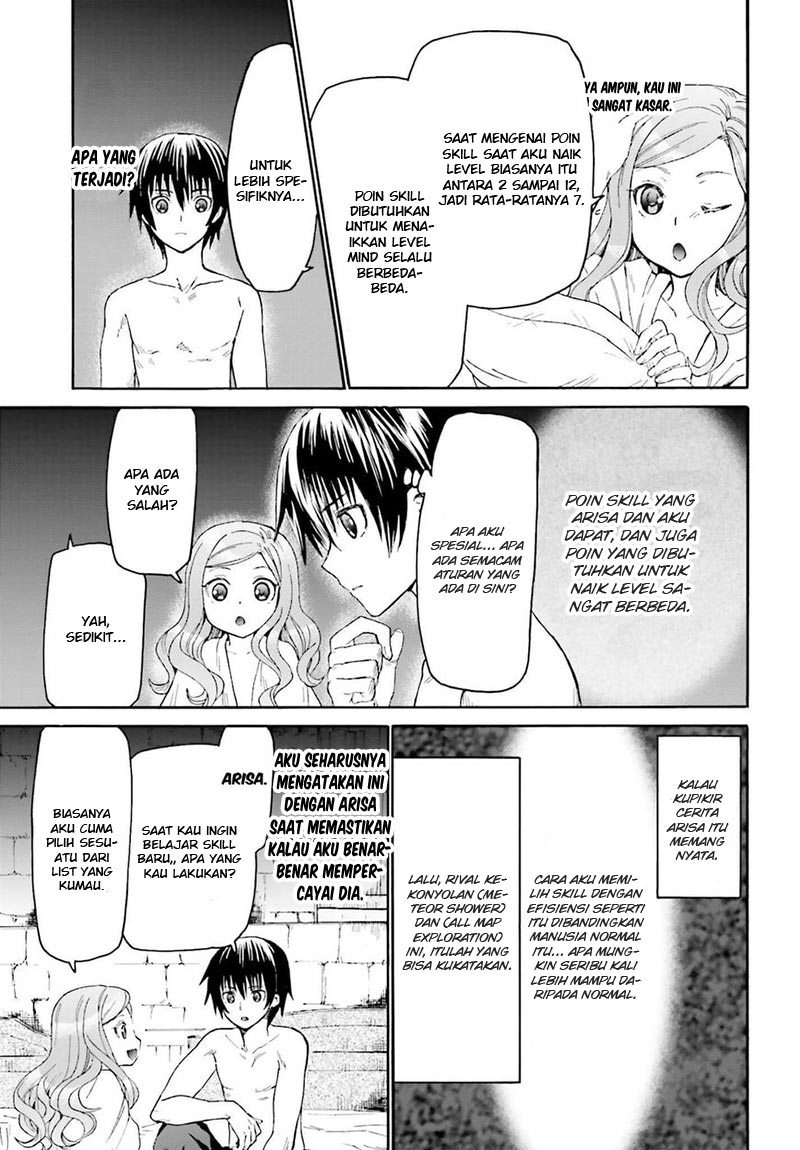 YA AMPUN, KAU INI
SANGAT KASAR.
SAAT MENGENAI POIN
SKILL SAAT AKU NAIK
LEVEL BIASANYA ITU
ANTARA 2 SAMPAI 12,
JADI RATA-RATANYA 7.
POIN SKILL
DIBUTUHKAN
UNTUK MENA-
IKKAN LEVEL
MIND SELALU
BERBEDA-
BEDA.
UNTUK
LEBIH SPE-
SIFIKNYA...
APA YANG
TERJADI?
POIN SKILL YANG
ARISA DAN AKU
DAPAT, DAN JUGA
POIN YANG DIBU-
TUHKAN UNTUK
NAIK LEVEL SA-
NGAT BERBEDA.
APA AKU
SPESIAL... APA
ADA SEMACAM
ATURAN YANG
ADA DI SINI?
APA ADA
YANG
SALAH?
YAH,
SEDIKIT...
KALAU
KUPIKIR
CERITA
ARISA ITU
MEMANG
NYATA.
CARA AKU MEMI-
LIH SKILL DENGAN
EFISIENSI SEPERTI
ITU DIBANDINGKAN
MANUSIA NORMAL
ITU... APA MUNG-
KIN SERIBU KALI
LEBIH MAMPU DA-
RIPADA NORMAL.
LALU, RIVAL KE-
KONYOLAN (ME-
TEOR SHOWER)
DAN (ALL MAP
EXPLORATION)
INI, ITULAH YANG
BISA KUKATAKAN.
AKU SEHARUSNYA
MENGATAKAN INI
DENGAN ARISA
SAAT MEMASTIKAN
KALAU AKU BENAR-
BENAR MEMPER-
CAYAI DIA.
ARISA.
SAAT KAU INGIN
BELAJAR SKILL
BARU,, APA YANG
KAU LAKUKAN?
BIASANYA
AKU CUMA
PILIH SESU-
ATU DARI
LIST YANG
KUMAU.